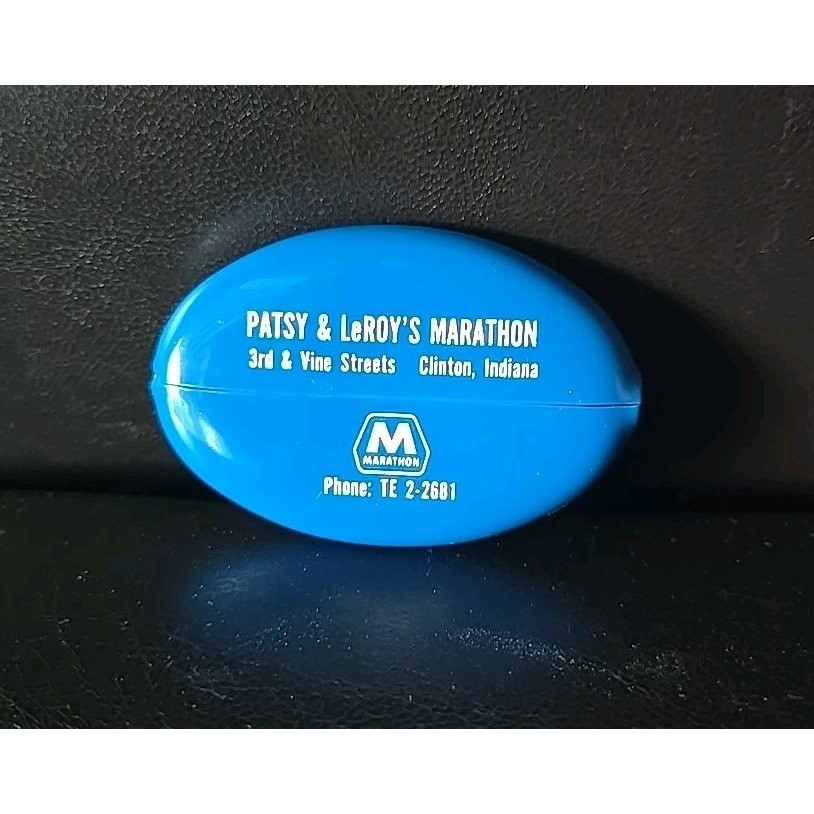 PATSY & LeROY'S MARATHON
3rd & Vine Streets Clinton, Indiana
M
MARATHON
Phone: TE 2-2681